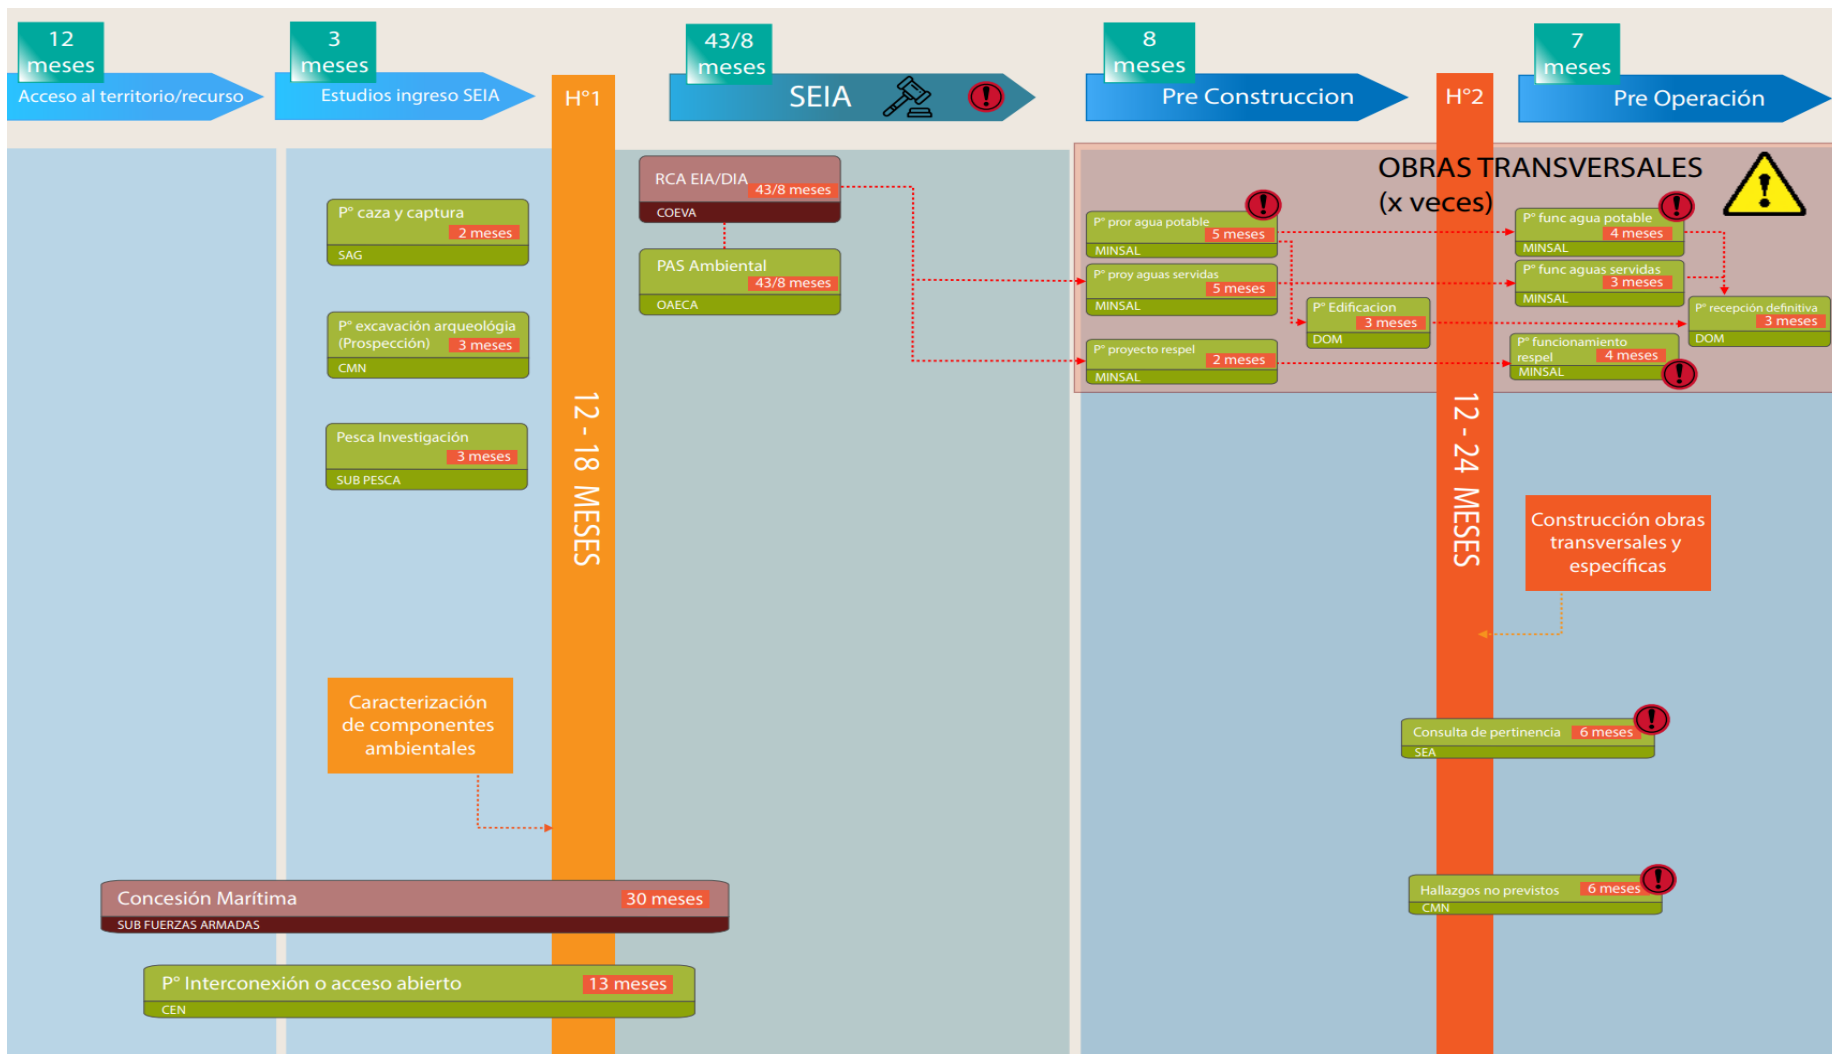 12
meses
Acceso al territorio/recurso
3
meses
Estudios ingreso SEIA
H°1
43/8
meses
SEIA
8
meses
Pre Construccion
H°2
7
meses
Pre Operación
P° caza y captura
2 meses
SAG
P° excavación arqueológia
(Prospección)
3 meses
CMN
Pesca Investigación
3 meses
SUB PESCA
12 - 18 MESES
RCA EIA/DIA
43/8 meses
COEVA
PAS Ambiental
43/8 meses
OAECA
OBRAS TRANSVERSALES
(x veces)
P° pror agua potable
5 meses
MINSAL
P° proy aguas servidas
5 meses
MINSAL
P° Edificacion
3 meses
DOM
P° proyecto respel
2 meses
MINSAL
P° func agua potable
4 meses
MINSAL
P° func aguas servidas
3 meses
MINSAL
P° recepción definitiva
3 meses
DOM
P° funcionamiento
respel
4 meses
MINSAL
12 - 24 MESES
Construcción obras
transversales y
específicas
Caracterización
de componentes
ambientales
Consulta de pertinencia
6 meses
SEA
Concesión Marítima
30 meses
SUB FUERZAS ARMADAS
Hallazgos no previstos
6 meses
CMN
P° Interconexión o acceso abierto
13 meses
CEN